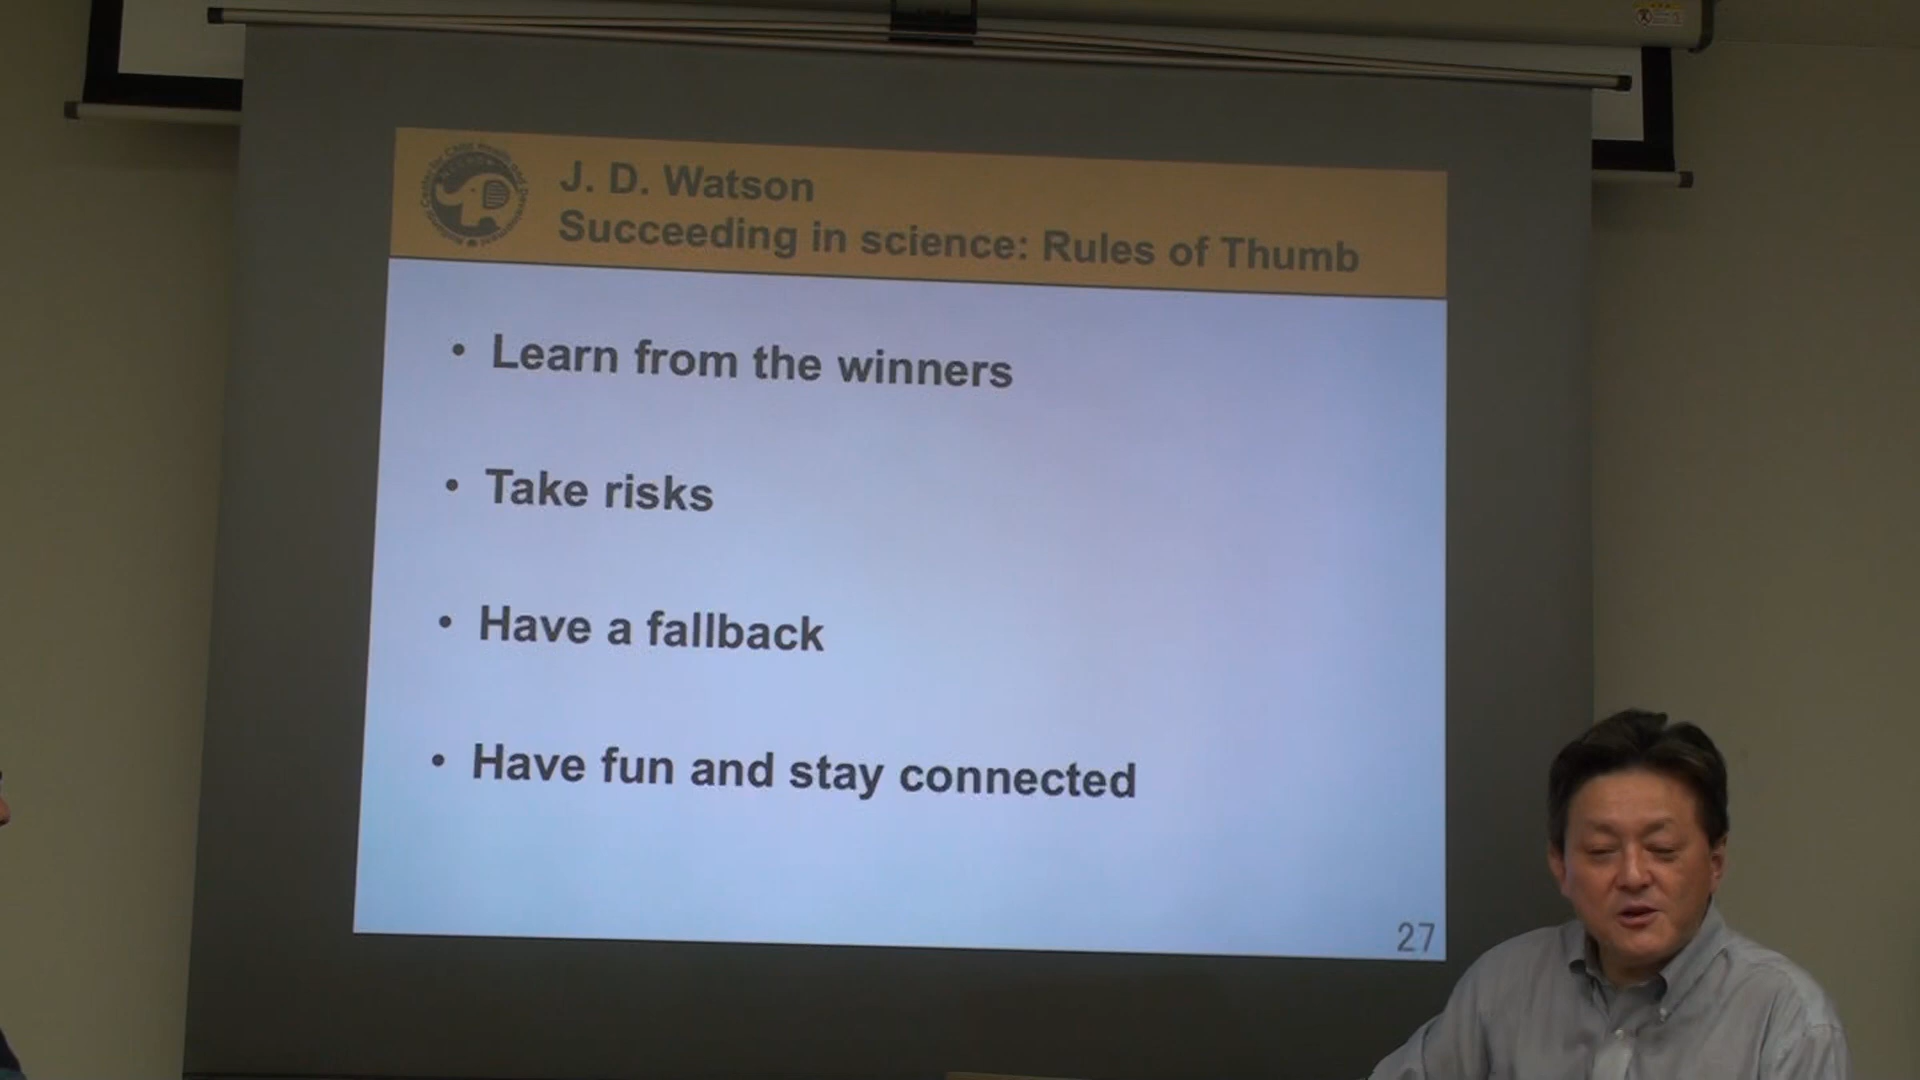 J. D. Watson
Succeeding in science: Rules of Thumb
• Learn from the winners
• Take risks
• Have a fallback
• Have fun and stay connected
27